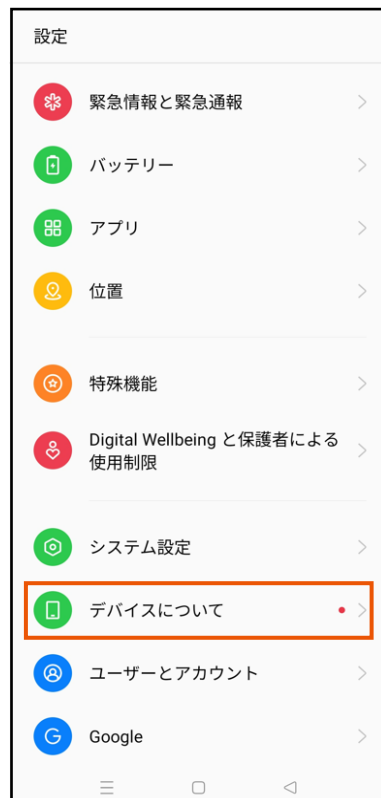 設定
緊急情報と緊急通報
バッテリー
アプリ
位置
特殊機能
Digital Wellbeing と保護者による
使用制限
システム設定
デバイスについて
ユーザーとアカウント
Google